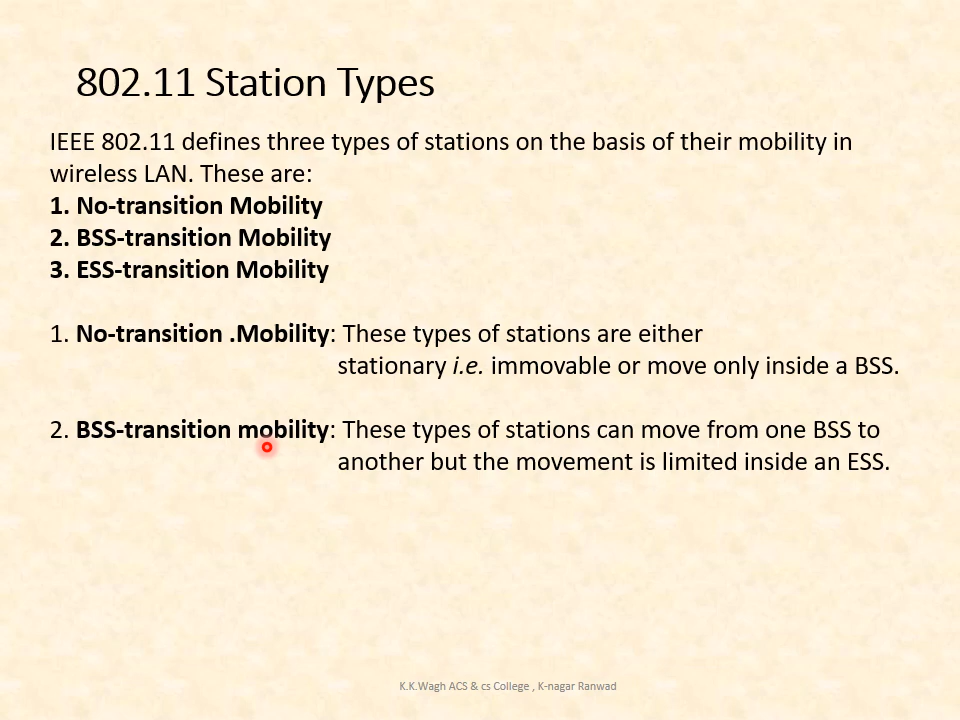 802.11 Station Types
IEEE 802.11 defines three types of stations on the basis of their mobility in
wireless LAN. These are:
1. No-transition Mobility
2. BSS-transition Mobility
3. ESS-transition Mobility
1. No-transition .Mobility: These types of stations are either
stationary i.e. immovable or move only inside a BSS.
2. BSS-transition mobility: These types of stations can move from one BSS to
another but the movement is limited inside an ESS.
K.K.Wagh ACS & cs College , K-nagar Ranwad